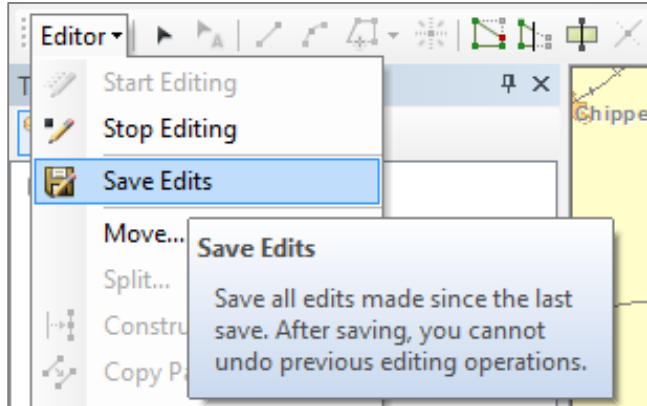 Editor
Start Editing
Stop Editing
Save Edits
Move...
Save Edits
Split...
Save all edits made since the last
save. After saving, you cannot
undo previous editing operations.
Copy